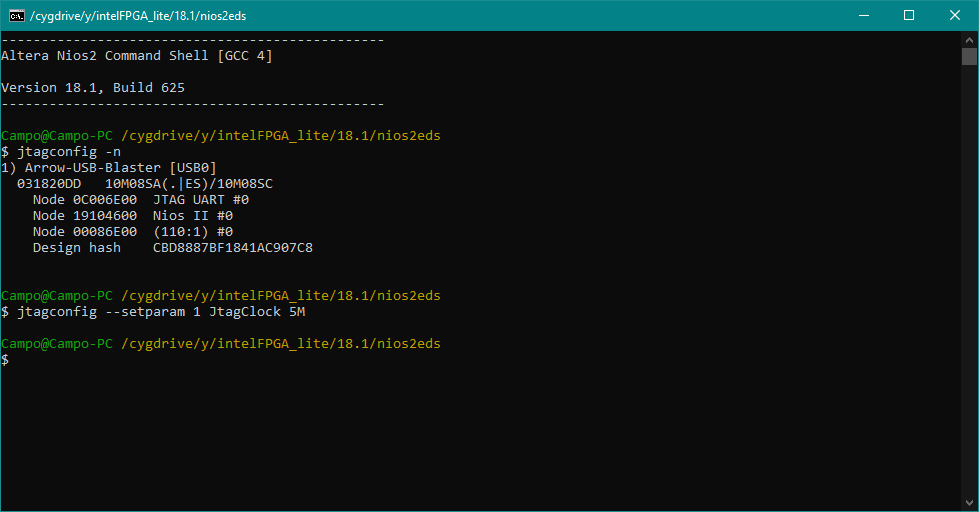 /cygdrive/y/intelFPGA_lite/18.1/nios2eds
------------------------------------------------
Altera Nios2 Command Shell [GCC 4]
Version 18.1, Build 625
------------------------------------------------
Campo@Campo-PC /cygdrive/y/intelFPGA_lite/18.1/nios2eds
$ jtagconfig -n
1) Arrow-USB-Blaster [USB0]
  031820DD   10M08SA(.|ES)/10M08SC
    Node 0C006E00  JTAG UART #0
    Node 19104600  Nios II #0
    Node 00086E00  (110:1) #0
    Design hash    CBD8887BF1841AC907C8
Campo@Campo-PC /cygdrive/y/intelFPGA_lite/18.1/nios2eds
$ jtagconfig --setparam 1 JtagClock 5M
Campo@Campo-PC /cygdrive/y/intelFPGA_lite/18.1/nios2eds
$